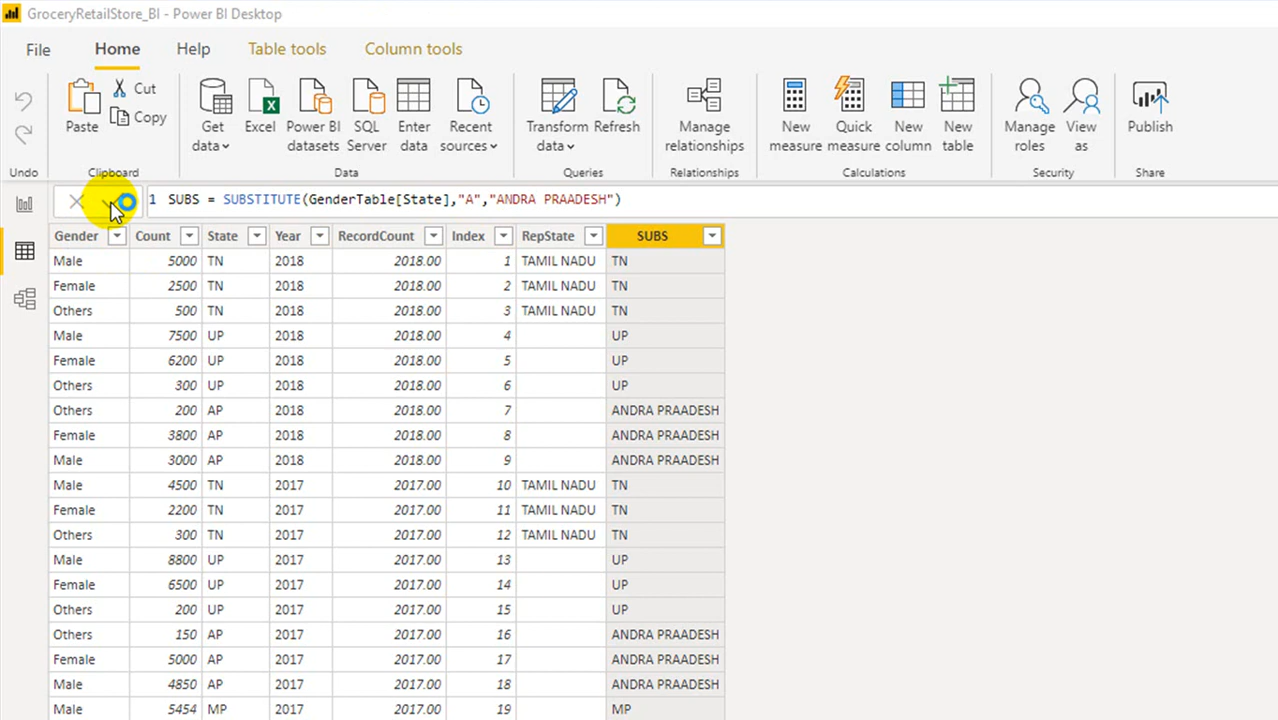 GroceryRetailStore_BI - Power BI Desktop
File Home Help Table tools Column tools
Paste Cut Copy Get data Excel Power BI datasets SQL Server Enter data Recent sources Transform data Refresh Manage relationships New measure Quick measure New column New table Manage roles View as Publish
Undo Clipboard Data Queries Relationships Calculations Security Share
1 SUBS = SUBSTITUTE(GenderTable[State],"A","ANDRA PRAADESH")
Gender Count State Year RecordCount Index RepState SUBS
Male 5000 TN 2018 2018.00 1 TAMIL NADU TN
Female 2500 TN 2018 2018.00 2 TAMIL NADU TN
Others 500 TN 2018 2018.00 3 TAMIL NADU TN
Male 7500 UP 2018 2018.00 4 UP
Female 6200 UP 2018 2018.00 5 UP
Others 300 UP 2018 2018.00 6 UP
Others 200 AP 2018 2018.00 7 ANDRA PRAADESH
Female 3800 AP 2018 2018.00 8 ANDRA PRAADESH
Male 3000 AP 2018 2018.00 9 ANDRA PRAADESH
Male 4500 TN 2017 2017.00 10 TAMIL NADU TN
Female 2200 TN 2017 2017.00 11 TAMIL NADU TN
Others 300 TN 2017 2017.00 12 TAMIL NADU TN
Male 8800 UP 2017 2017.00 13 UP
Female 6500 UP 2017 2017.00 14 UP
Others 200 UP 2017 2017.00 15 UP
Others 150 AP 2017 2017.00 16 ANDRA PRAADESH
Female 5000 AP 2017 2017.00 17 ANDRA PRAADESH
Male 4850 AP 2017 2017.00 18 ANDRA PRAADESH
Male 5454 MP 2017 2017.00 19 MP